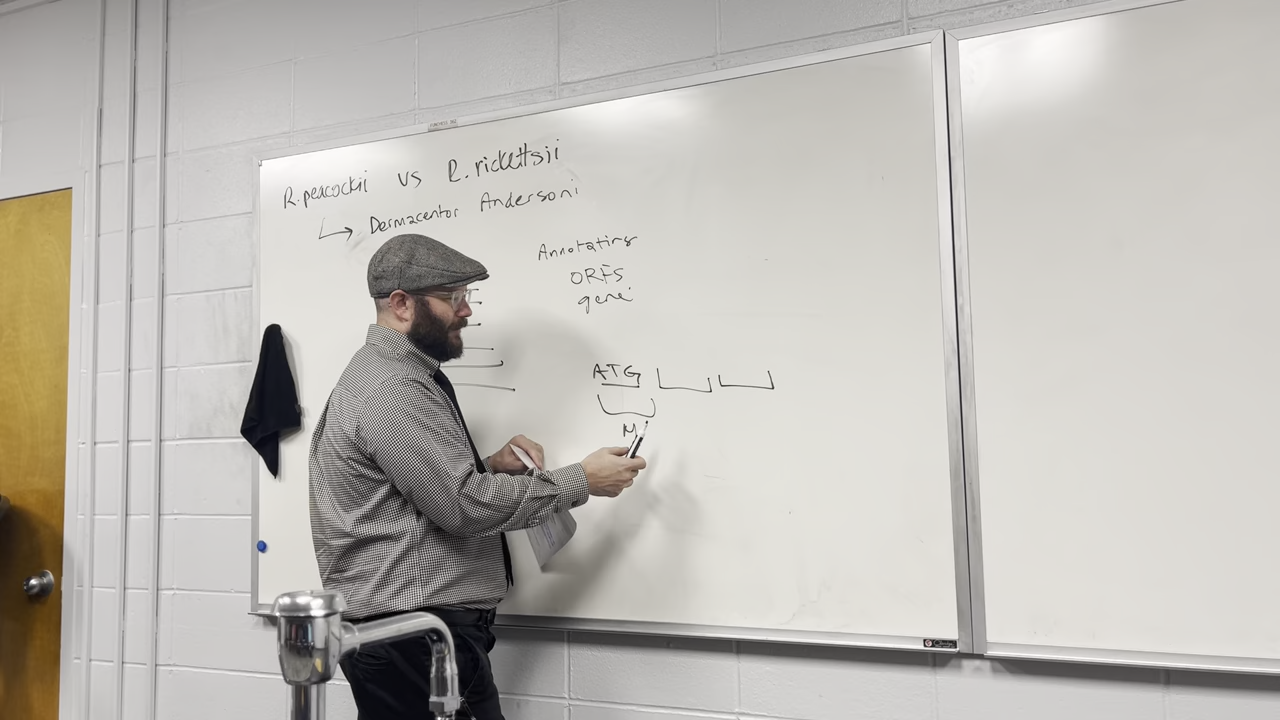 R.peacockii vs R.rickettsii
Dermacentor Andersoni
Annotating
ORFs
gene
ATG
M